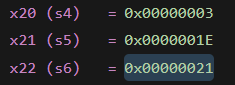 x20 (s4) = 0x00000003
x21 (s5) = 0x0000001E
x22 (s6) = 0x00000021